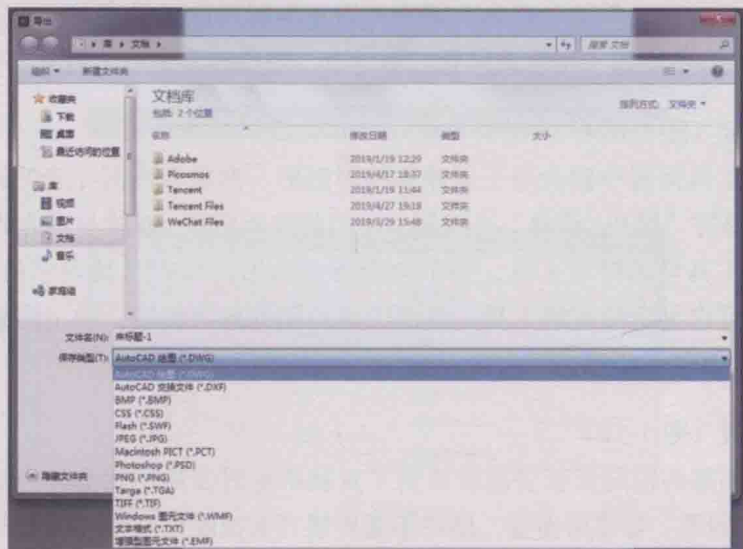 导出
库 ▸ 文档 ▸
搜索 文档
组织 ▾ 新建文件夹
收藏夹
下载
桌面
最近访问的位置
库
视频
图片
文档
音乐
家庭组
文档库
包括: 2 个位置
排列方式: 文件夹 ▾
名称 修改日期 类型 大小
Adobe 2019/1/19 12:29 文件夹
Picosmos 2019/4/17 18:37 文件夹
Tencent 2019/1/19 11:44 文件夹
Tencent Files 2019/4/27 19:18 文件夹
WeChat Files 2019/3/29 15:48 文件夹
文件名(N): 未标题-1
保存类型(T): AutoCAD 绘图 (*.DWG)
AutoCAD 绘图 (*.DWG)
AutoCAD 交换文件 (*.DXF)
BMP (*.BMP)
CSS (*.CSS)
Flash (*.SWF)
JPEG (*.JPG)
Macintosh PICT (*.PCT)
Photoshop (*.PSD)
PNG (*.PNG)
Targa (*.TGA)
TIFF (*.TIF)
Windows 图元文件 (*.WMF)
文本格式 (*.TXT)
增强型图元文件 (*.EMF)
隐藏文件夹